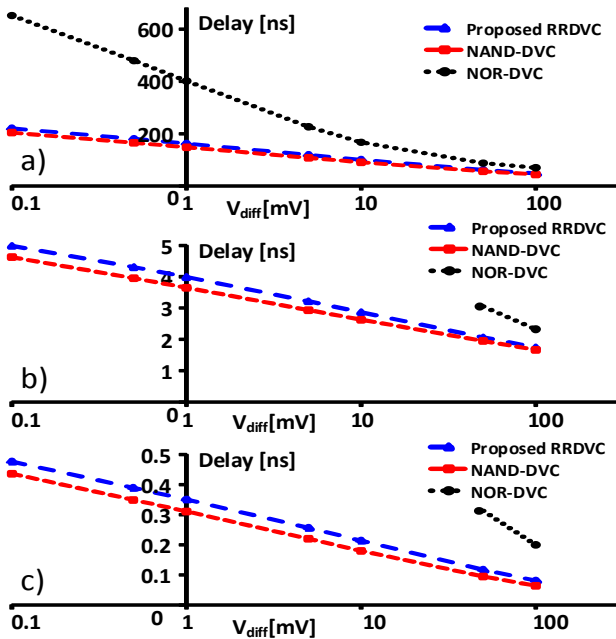 Delay [ns]
Proposed RRDVC
NAND-DVC
NOR-DVC
600
400
200
a)
0
0.1
1
10
100
V_diff[mV]
Delay [ns]
Proposed RRDVC
NAND-DVC
NOR-DVC
5
4
3
2
1
b)
0
0.1
1
10
100
V_diff[mV]
Delay [ns]
Proposed RRDVC
NAND-DVC
NOR-DVC
0.5
0.4
0.3
0.2
0.1
c)
0
0.1
1
10
100
V_diff[mV]